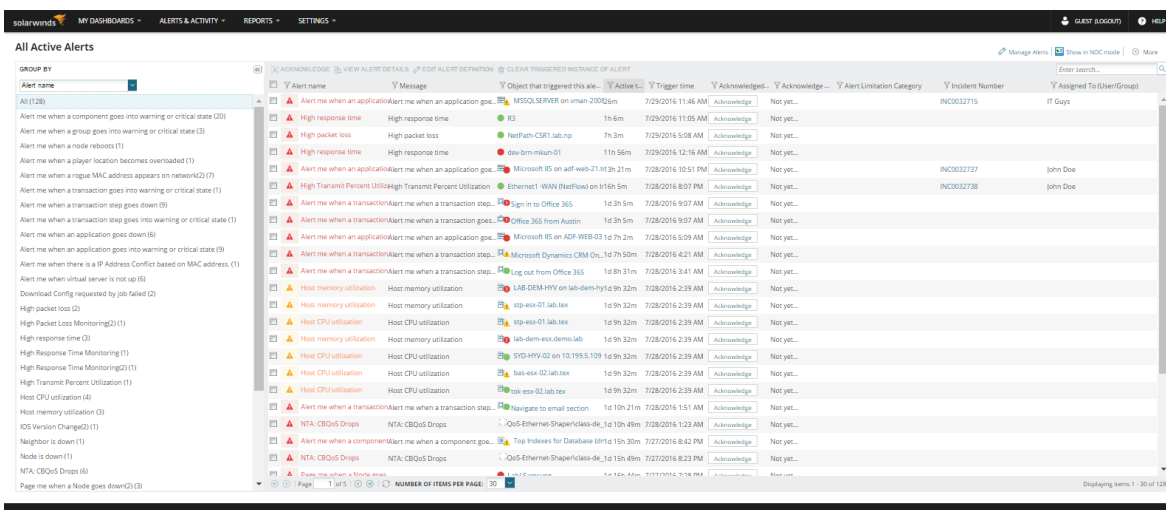 solarwinds MY DASHBOARDS ALERTS & ACTIVITY REPORTS SETTINGS GUEST (LOGOUT) HELP
All Active Alerts
Manage Alerts Show in NOC mode More
GROUP BY ACKNOWLEDGE VIEW ALERT DETAILS EDIT ALERT DEFINITION CLEAR TRIGGERED INSTANCE OF ALERT Enter search...
Alert name
Alert name Message Object that triggered this ale... Active t... Trigger time Acknowledged... Acknowledge ... Alert Limitation Category Incident Number Assigned To (User/Group)
All (128)
Alert me when a component goes into warning or critical state (20)
Alert me when a group goes into warning or critical state (3)
Alert me when a node reboots (1)
Alert me when a player location becomes overloaded (1)
Alert me when a rogue MAC address appears on network(2) (7)
Alert me when a transaction goes into warning or critical state (1)
Alert me when a transaction step goes down (9)
Alert me when a transaction step goes into warning or critical state (1)
Alert me when an application goes down (6)
Alert me when an application goes into warning or critical state (9)
Alert me when there is a IP Address Conflict based on MAC address. (1)
Alert me when virtual server is not up (6)
Download Config requested by job failed (2)
High packet loss (2)
High Packet Loss Monitoring(2) (1)
High response time (3)
High Response Time Monitoring (1)
High Response Time Monitoring(2) (1)
High Transmit Percent Utilization (1)
Host CPU utilization (4)
Host memory utilization (3)
IOS Version Change(2) (1)
Neighbor is down (1)
Node is down (1)
NTA: CBQoS Drops (6)
Page me when a Node goes down(2) (3)
Alert me when an application Alert me when an application goe... MSSQLSERVER on vman-2008 26m 7/29/2016 11:46 AM Acknowledge Not yet... INC0032715 IT Guys
High response time High response time R3 1h 6m 7/29/2016 11:05 AM Acknowledge Not yet...
High packet loss High packet loss NetPath-CSR1.lab.np 7h 3m 7/29/2016 5:08 AM Acknowledge Not yet...
High response time High response time dev-brn-mkun-01 11h 56m 7/29/2016 12:16 AM Acknowledge Not yet...
Alert me when an application Alert me when an application goe... Microsoft IIS on adf-web-21.t 13h 21m 7/28/2016 10:51 PM Acknowledge Not yet... INC0032737 John Doe
High Transmit Percent Utiliz High Transmit Percent Utilization Ethernet1 -WAN (NetFlow) on 16h 5m 7/28/2016 8:07 PM Acknowledge Not yet... INC0032738 John Doe
Alert me when a transaction Alert me when a transaction step... Sign in to Office 365 1d 3h 5m 7/28/2016 9:07 AM Acknowledge Not yet...
Alert me when a transaction Alert me when a transaction goes... Office 365 from Austin 1d 3h 5m 7/28/2016 9:07 AM Acknowledge Not yet...
Alert me when an application Alert me when an application goe... Microsoft IIS on ADF-WEB-03 1d 7h 2m 7/28/2016 5:09 AM Acknowledge Not yet...
Alert me when a transaction Alert me when a transaction step... Microsoft Dynamics CRM On... 1d 7h 50m 7/28/2016 4:21 AM Acknowledge Not yet...
Alert me when a transaction Alert me when a transaction step... Log out from Office 365 1d 8h 31m 7/28/2016 3:41 AM Acknowledge Not yet...
Host memory utilization Host memory utilization LAB-DEM-HYV on lab-dem-hy 1d 9h 32m 7/28/2016 2:39 AM Acknowledge Not yet...
Host memory utilization Host memory utilization stp-esx-01.lab.tex 1d 9h 32m 7/28/2016 2:39 AM Acknowledge Not yet...
Host CPU utilization Host CPU utilization stp-esx-01.lab.tex 1d 9h 32m 7/28/2016 2:39 AM Acknowledge Not yet...
Host memory utilization Host memory utilization lab-dem-esx.demo.lab 1d 9h 32m 7/28/2016 2:39 AM Acknowledge Not yet...
Host CPU utilization Host CPU utilization SYD-HYV-02 on 10.199.5.109 1d 9h 32m 7/28/2016 2:39 AM Acknowledge Not yet...
Host CPU utilization Host CPU utilization bas-esx-02.lab.tex 1d 9h 32m 7/28/2016 2:39 AM Acknowledge Not yet...
Host CPU utilization Host CPU utilization tok-esx-02.lab.tex 1d 9h 32m 7/28/2016 2:39 AM Acknowledge Not yet...
Alert me when a transaction Alert me when a transaction step... Navigate to email section 1d 10h 21m 7/28/2016 1:51 AM Acknowledge Not yet...
NTA: CBQoS Drops NTA: CBQoS Drops QoS-Ethernet-Shaper\class-de 1d 10h 49m 7/28/2016 1:23 AM Acknowledge Not yet...
Alert me when a component Alert me when a component goe... Top Indexes for Database 1d 15h 30m 7/27/2016 8:42 PM Acknowledge Not yet...
NTA: CBQoS Drops NTA: CBQoS Drops QoS-Ethernet-Shaper\class-de 1d 15h 49m 7/27/2016 8:23 PM Acknowledge Not yet...
Page me when a Node goes
Page 1 of 5 NUMBER OF ITEMS PER PAGE: 30 Displaying items 1 - 30 of 128